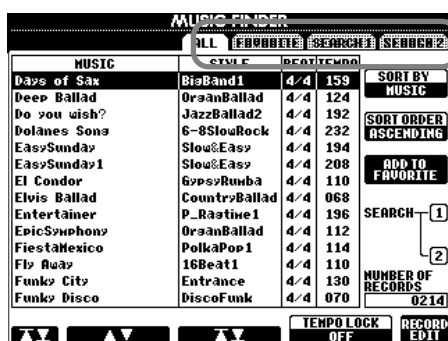 MUSIC FINDER
ALL FAVORITE SEARCH 1 SEARCH 2
MUSIC STYLE BEAT TEMPO
Days of Sax BigBand1 4/4 159
Deep Ballad OrganBallad 4/4 124
Do you wish? JazzBallad2 4/4 192
Dolanes Song 6-8SlowRock 4/4 232
EasySunday Slow&Easy 4/4 194
EasySunday1 Slow&Easy 4/4 208
El Condor GypsyRumba 4/4 110
Elvis Ballad CountryBallad 4/4 068
Entertainer P_Ragtime1 4/4 196
EpicSymphony OrganBallad 4/4 112
FiestaMexico PolkaPop1 4/4 114
Fly Away 16Beat1 4/4 110
Funky City Entrance 4/4 130
Funky Disco DiscoFunk 4/4 070
SORT BY
MUSIC
SORT ORDER
ASCENDING
ADD TO
FAVORITE
SEARCH 1
2
NUMBER OF
RECORDS
0214
TEMPO LOCK
OFF
RECORD
EDIT